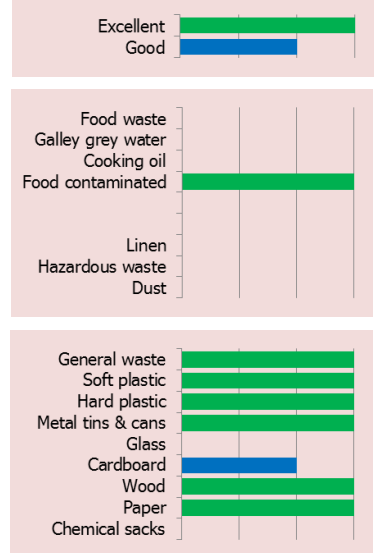 Excellent
Good
Food waste
Galley grey water
Cooking oil
Food contaminated
Linen
Hazardous waste
Dust
General waste
Soft plastic
Hard plastic
Metal tins & cans
Glass
Cardboard
Wood
Paper
Chemical sacks